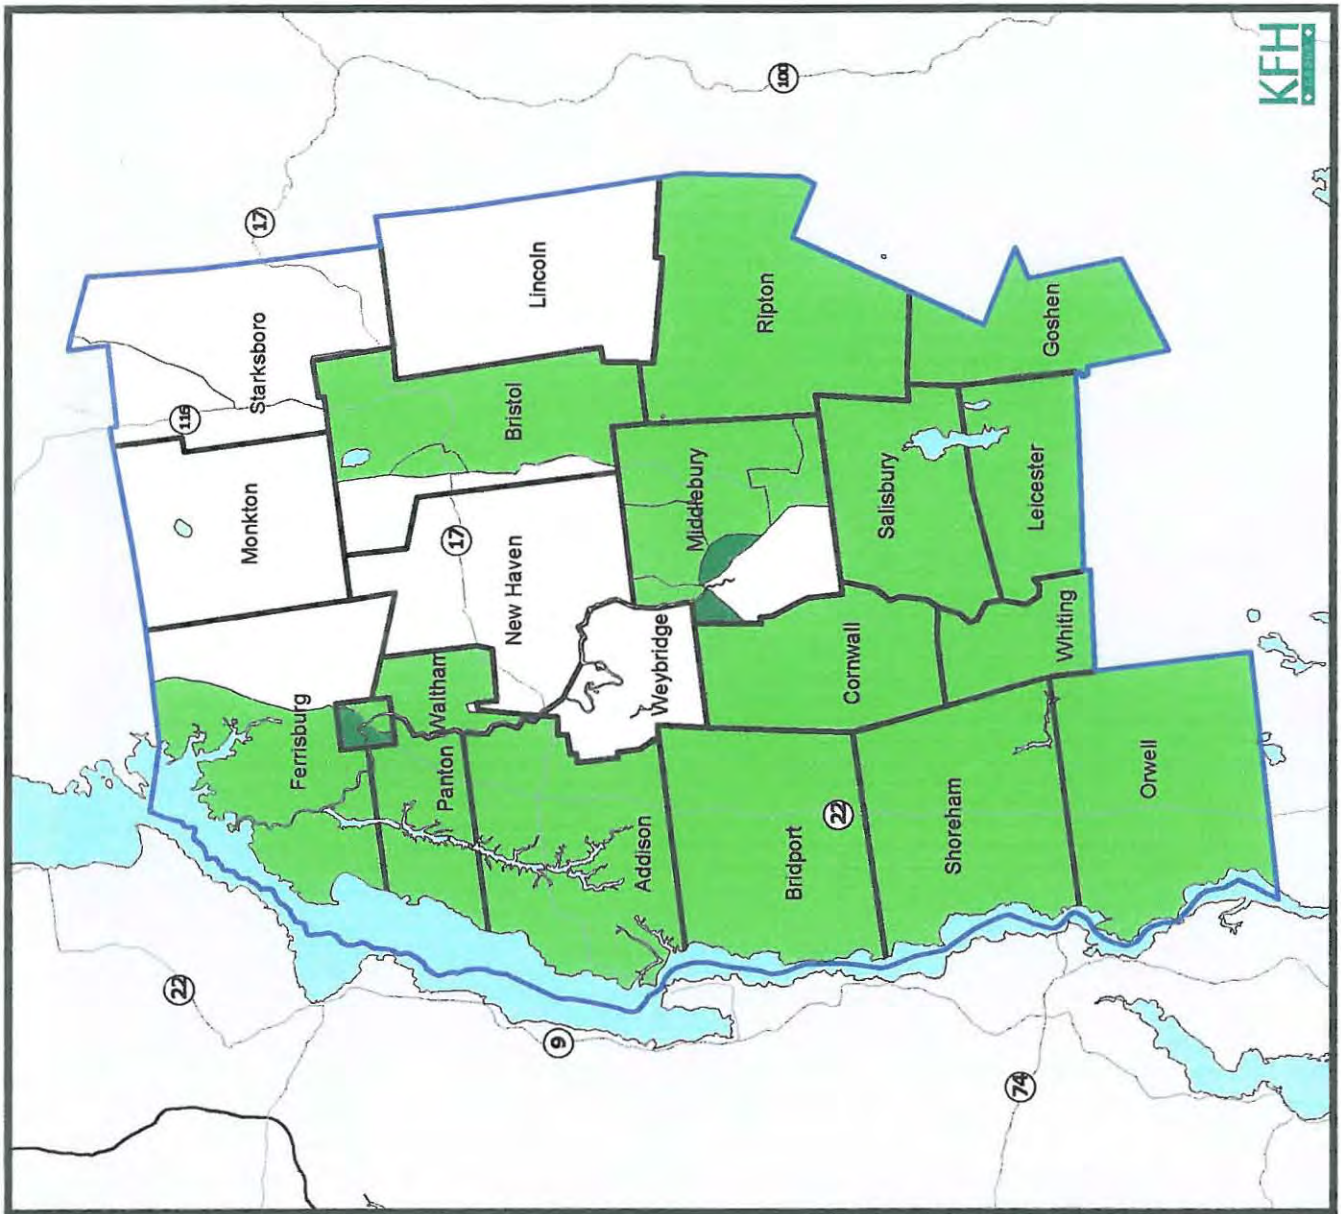 KFH
GROUP
100
17
116
Starksboro
Lincoln
Ripton
Goshen
Monkton
Bristol
17
New Haven
Middlebury
Salisbury
Leicester
Ferrisburg
Waltham
Weybridge
Cornwall
Whiting
Panton
Addison
Bridport
22
Shoreham
Orwell
22
9
74